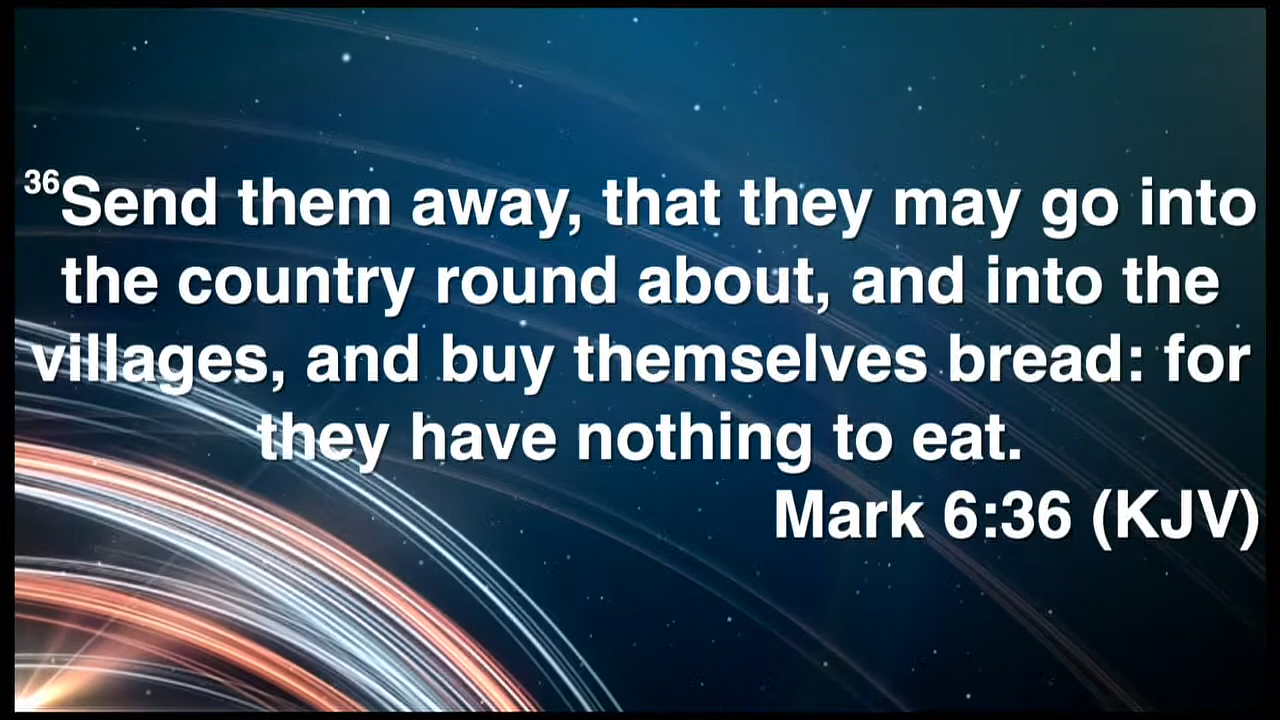 36Send them away, that they may go into
the country round about, and into the
villages, and buy themselves bread: for
they have nothing to eat.
Mark 6:36 (KJV)